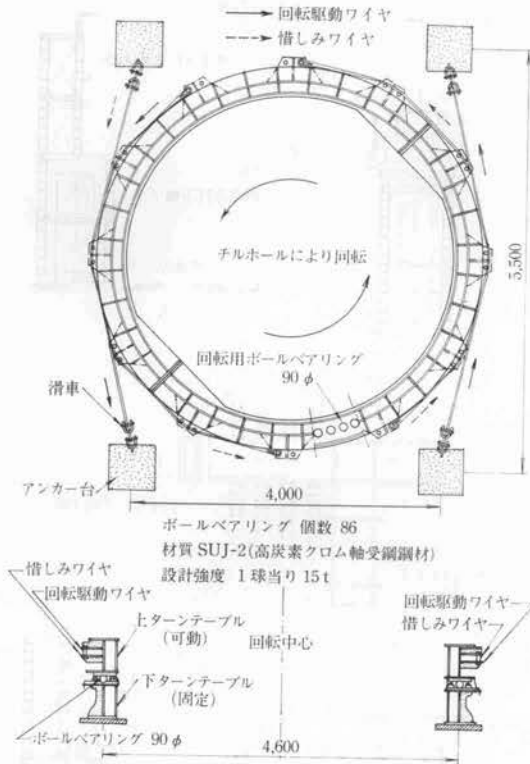 回転駆動ワイヤ
惜しみワイヤ
チルホールにより回転
5,500
回転用ボールベアリング
90φ
滑車
アンカー台
4,000
ボールベアリング 個数 86
材質 SUJ-2(高炭素クロム軸受鋼鋼材)
設計強度 1球当り 15t
惜しみワイヤ
回転駆動ワイヤ
上ターンテーブル
(可動)
回転中心
回転駆動ワイヤ
惜しみワイヤ
下ターンテーブル
(固定)
ボールベアリング 90φ
4,600